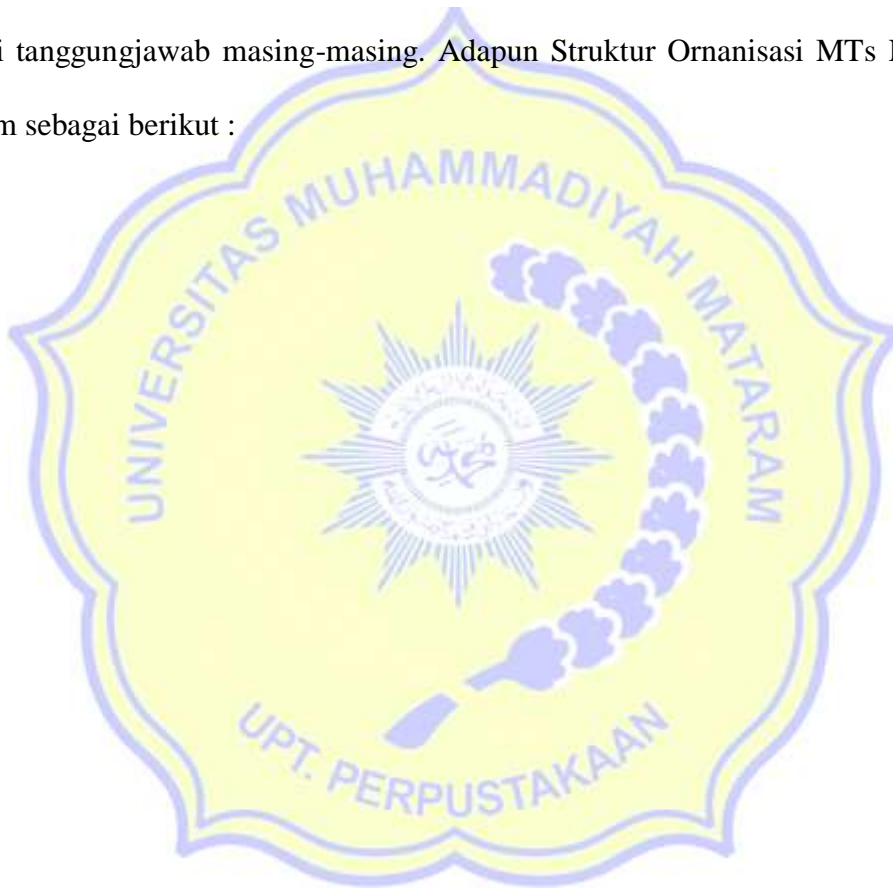 i tanggungjawab masing-masing. Adapun Struktur Ornanisasi MTs
m sebagai berikut :
UNIVERSITAS MUHAMMADIYAH MATARAM
UPT. PERPUSTAKAAN